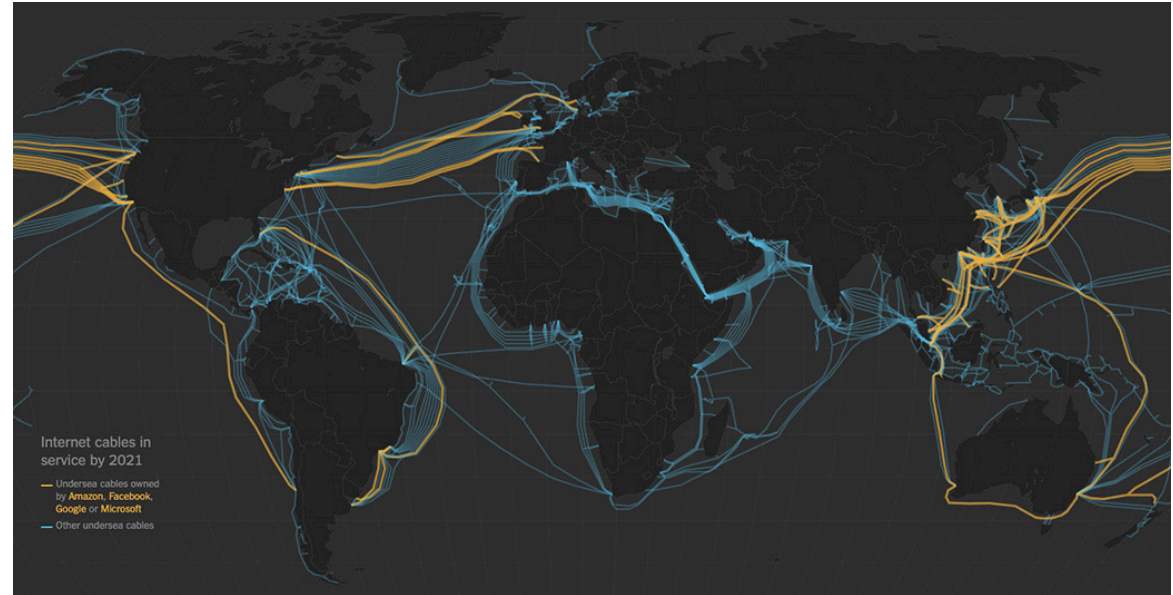 Internet cables in
service by 2021
Undersea cables owned
by Amazon, Facebook,
Google or Microsoft
Other undersea cables